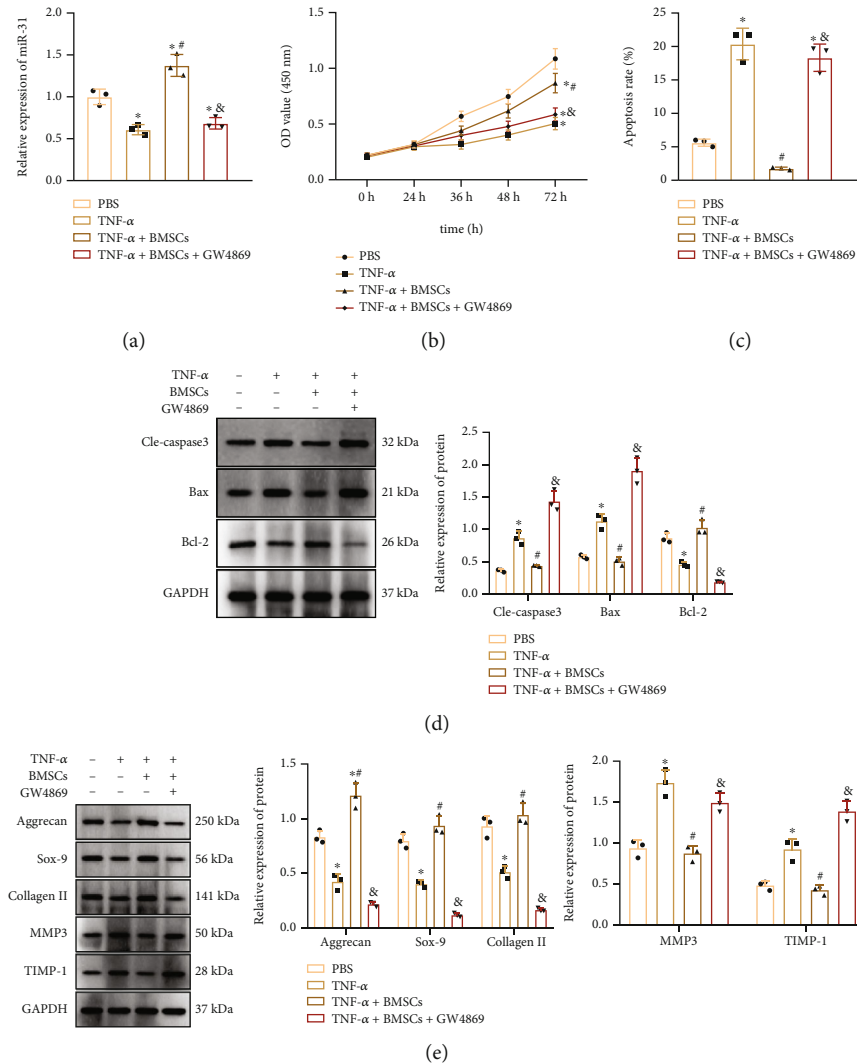 Relative expression of miR-31
2.0
1.5
1.0
0.5
0.0
*
*
* #
* &
PBS
TNF-α
TNF-α + BMSCs
TNF-α + BMSCs + GW4869
(a)
OD value (450 nm)
1.5
1.0
0.5
0.0
*#
*&
*
0 h 24 h 36 h 48 h 72 h
time (h)
PBS
TNF-α
TNF-α + BMSCs
TNF-α + BMSCs + GW4869
(b)
Apoptosis rate (%)
25
20
15
10
5
0
*
#
* &
PBS
TNF-α
TNF-α + BMSCs
TNF-α + BMSCs + GW4869
(c)
TNF-α – + + +
BMSCs – – + +
GW4869 – – – +
Cle-caspase3 32 kDa
Bax 21 kDa
Bcl-2 26 kDa
GAPDH 37 kDa
Relative expression of protein
2.5
2.0
1.5
1.0
0.5
0.0
* # & * # & * # &
Cle-caspase3 Bax Bcl-2
PBS
TNF-α
TNF-α + BMSCs
TNF-α + BMSCs + GW4869
(d)
TNF-α – + + +
BMSCs – – + +
GW4869 – – – +
Aggrecan 250 kDa
Sox-9 56 kDa
Collagen II 141 kDa
MMP3 50 kDa
TIMP-1 28 kDa
GAPDH 37 kDa
Relative expression of protein
1.5
1.0
0.5
0.0
* *# & * # & * # &
Aggrecan Sox-9 Collagen II
PBS
TNF-α
TNF-α + BMSCs
TNF-α + BMSCs + GW4869
Relative expression of protein
2.0
1.5
1.0
0.5
0.0
* # & * # &
MMP3 TIMP-1
(e)